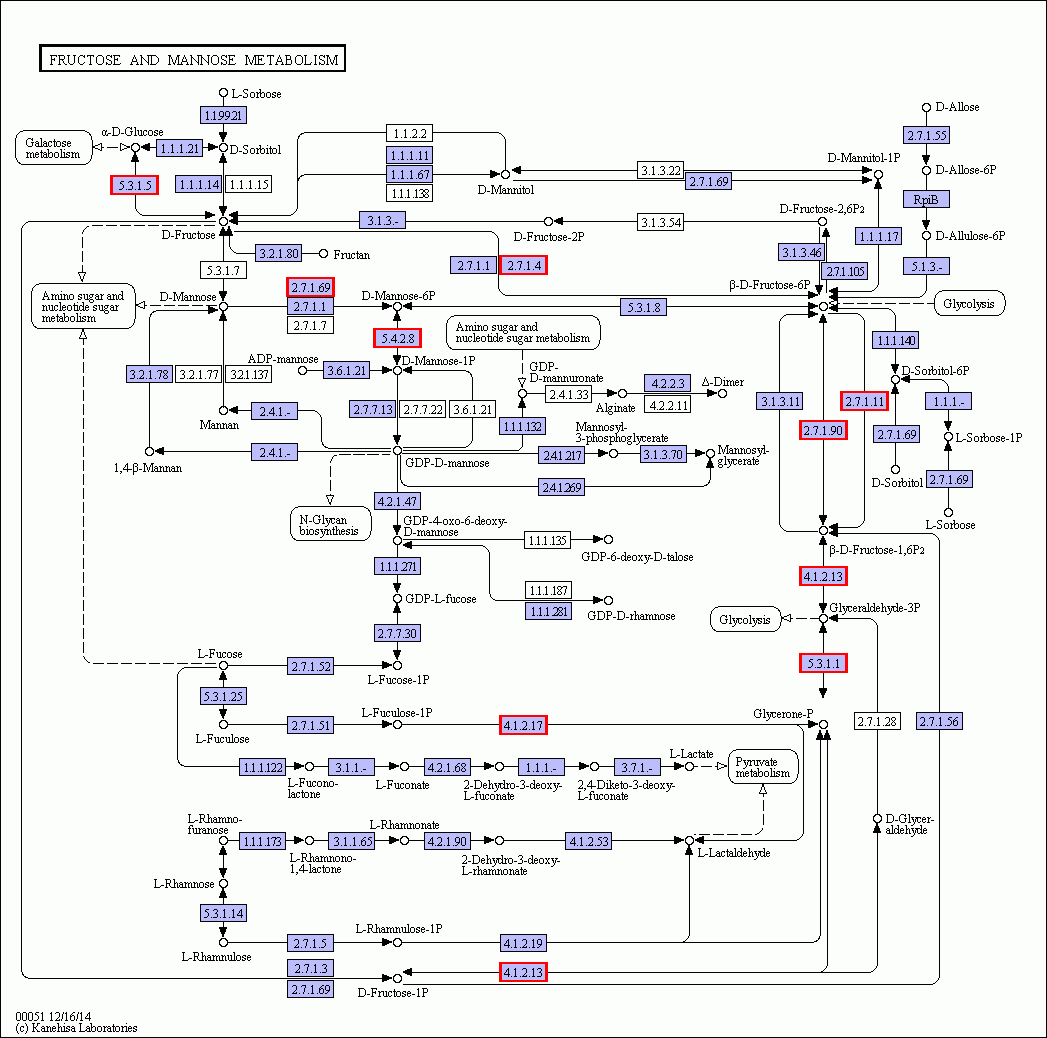 FRUCTOSE AND MANNOSE METABOLISM
L-Sorbose
1.1.99.21
D-Allose
2.7.1.55
α-D-Glucose
Galactose
metabolism
1.1.1.21
D-Sorbitol
1.1.2.2
1.1.1.11
1.1.1.67
1.1.1.138
D-Mannitol
3.1.3.22
2.7.1.69
D-Mannitol-1P
D-Allose-6P
5.3.1.5
1.1.1.14
1.1.1.15
RpiB
D-Fructose
3.1.3.-
D-Fructose-2P
3.1.3.54
D-Fructose-2,6P2
1.1.1.17
D-Allulose-6P
3.2.1.80
Fructan
5.3.1.7
2.7.1.1
2.7.1.4
3.1.3.46
2.7.1.105
5.1.3.-
Amino sugar and
nucleotide sugar
metabolism
D-Mannose
2.7.1.69
2.7.1.1
2.7.1.7
D-Mannose-6P
β-D-Fructose-6P
5.3.1.8
Glycolysis
5.4.2.8
Amino sugar and
nucleotide sugar metabolism
1.1.1.140
ADP-mannose
3.6.1.21
D-Mannose-1P
GDP-
D-mannuronate
D-Sorbitol-6P
3.2.1.78
3.2.1.77
3.2.1.137
2.4.1.33
Alginate
4.2.2.3
4.2.2.11
Δ-Dimer
3.1.3.11
2.7.1.11
1.1.1.-
Mannan
2.4.1.-
2.7.7.13
2.7.7.22
3.6.1.21
1.1.1.132
Mannosyl-
3-phosphoglycerate
2.7.1.90
2.7.1.69
L-Sorbose-1P
1,4-β-Mannan
2.4.1.-
GDP-D-mannose
2.4.1.217
3.1.3.70
Mannosyl-
glycerate
D-Sorbitol
2.7.1.69
2.4.1.269
4.2.1.47
N-Glycan
biosynthesis
L-Sorbose
GDP-4-oxo-6-deoxy-
D-mannose
1.1.1.135
GDP-6-deoxy-D-talose
β-D-Fructose-1,6P2
1.1.1.271
4.1.2.13
GDP-L-fucose
1.1.1.187
1.1.1.281
GDP-D-rhamnose
Glycolysis
Glyceraldehyde-3P
2.7.7.30
L-Fucose
2.7.1.52
L-Fucose-1P
5.3.1.1
5.3.1.25
L-Fuculose
2.7.1.51
L-Fuculose-1P
4.1.2.17
Glycerone-P
2.7.1.28
2.7.1.56
1.1.1.122
L-Fucono-
lactone
3.1.1.-
L-Fuconate
4.2.1.68
2-Dehydro-3-deoxy-
L-fuconate
1.1.1.-
2,4-Diketo-3-deoxy-
L-fuconate
3.7.1.-
L-Lactate
Pyruvate
metabolism
L-Rhamno-
furanose
1.1.1.173
L-Rhamnono-
1,4-lactone
3.1.1.65
L-Rhamnonate
4.2.1.90
2-Dehydro-3-deoxy-
L-rhamnonate
4.1.2.53
L-Lactaldehyde
D-Glycer-
aldehyde
L-Rhamnose
5.3.1.14
L-Rhamnulose
2.7.1.5
L-Rhamnulose-1P
4.1.2.19
2.7.1.3
2.7.1.69
D-Fructose-1P
4.1.2.13
00051 12/16/14
(c) Kanehisa Laboratories